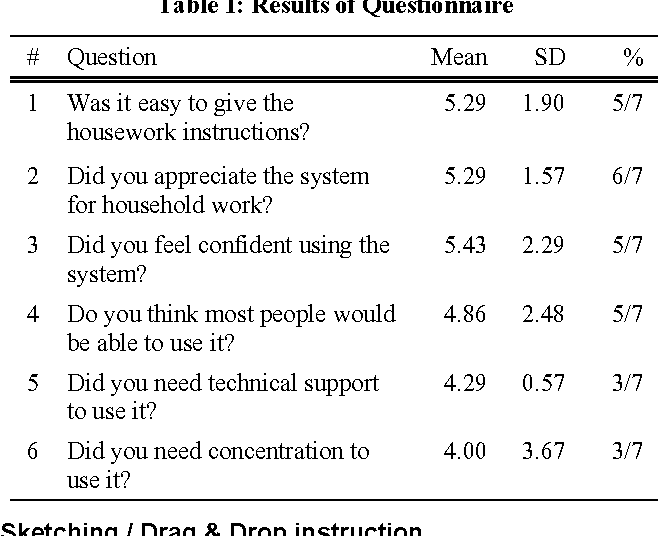 Table 1: Results of Questionnaire
# Question Mean SD %
1 Was it easy to give the 5.29 1.90 5/7
housework instructions?
2 Did you appreciate the system 5.29 1.57 6/7
for household work?
3 Did you feel confident using the 5.43 2.29 5/7
system?
4 Do you think most people would 4.86 2.48 5/7
be able to use it?
5 Did you need technical support 4.29 0.57 3/7
to use it?
6 Did you need concentration to 4.00 3.67 3/7
use it?
Sketching / Drag & Drop instruction